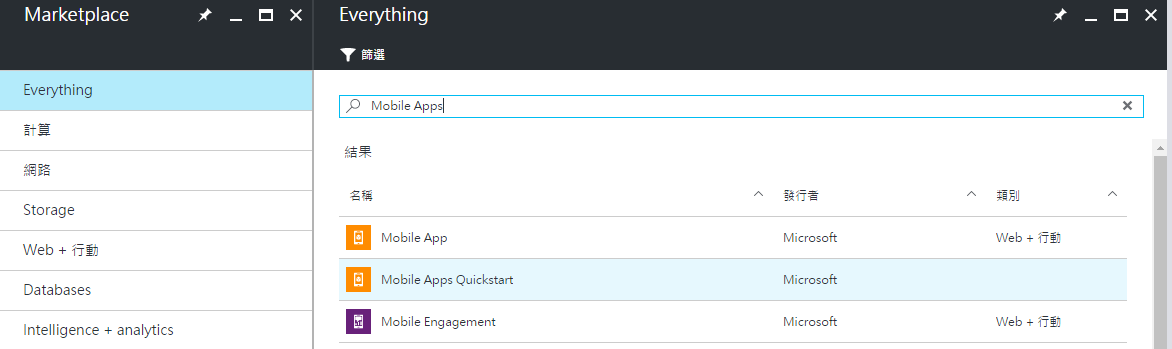 Marketplace
Everything
計算
網路
Storage
Web + 行動
Databases
Intelligence + analytics
Everything
篩選
Mobile Apps
結果
名稱 發行者 類別
Mobile App Microsoft Web + 行動
Mobile Apps Quickstart Microsoft
Mobile Engagement Microsoft Web + 行動